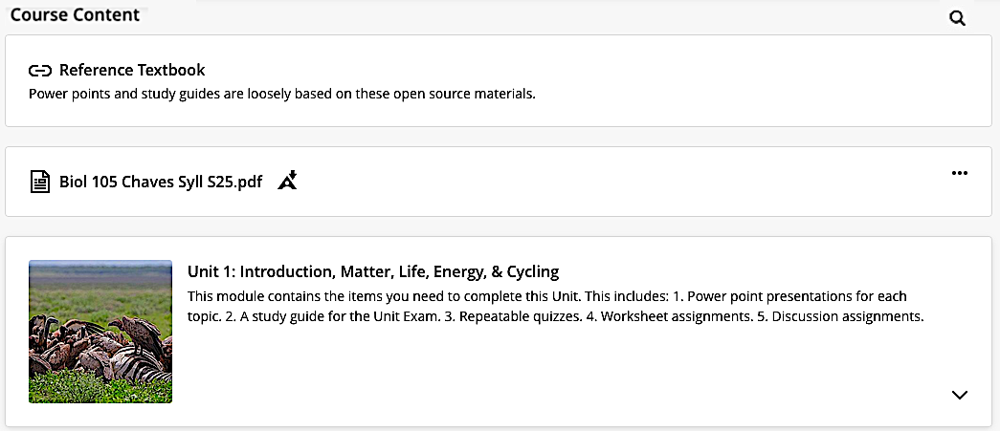 Course Content
Reference Textbook
Power points and study guides are loosely based on these open source materials.
Biol 105 Chaves Syll S25.pdf
Unit 1: Introduction, Matter, Life, Energy, & Cycling
This module contains the items you need to complete this Unit. This includes: 1. Power point presentations for each
topic. 2. A study guide for the Unit Exam. 3. Repeatable quizzes. 4. Worksheet assignments. 5. Discussion assignments.